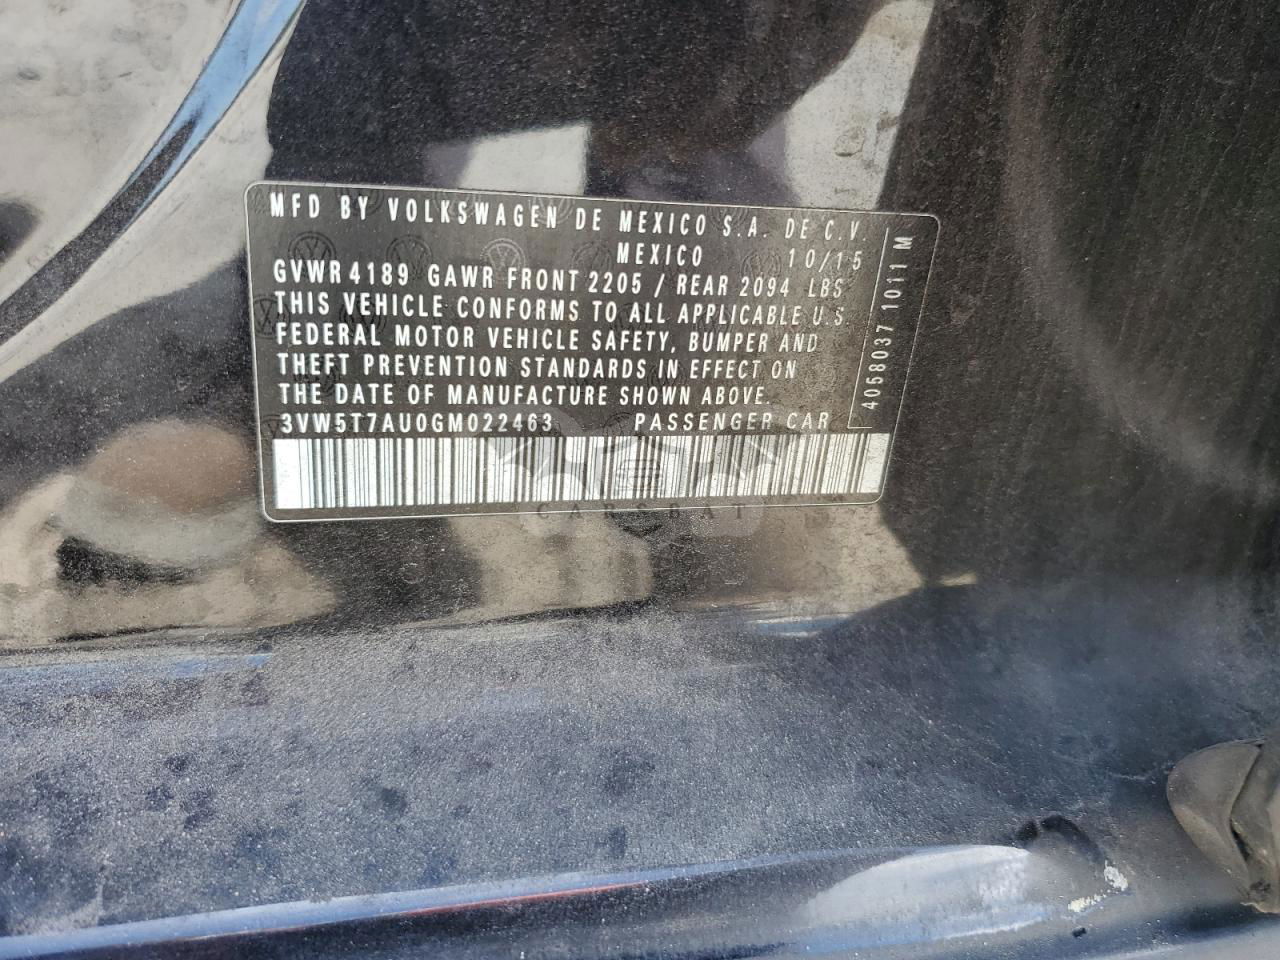 MFD BY VOLKSWAGEN DE MEXICO S.A. DE C.V.
MEXICO 10/15
GVWR 4189 GAWR FRONT 2205 / REAR 2094 LBS
THIS VEHICLE CONFORMS TO ALL APPLICABLE U.S.
FEDERAL MOTOR VEHICLE SAFETY, BUMPER AND
THEFT PREVENTION STANDARDS IN EFFECT ON
THE DATE OF MANUFACTURE SHOWN ABOVE.
3VW5T7AU0GM022463 PASSENGER CAR
4058037 1011 M
CARSBAT